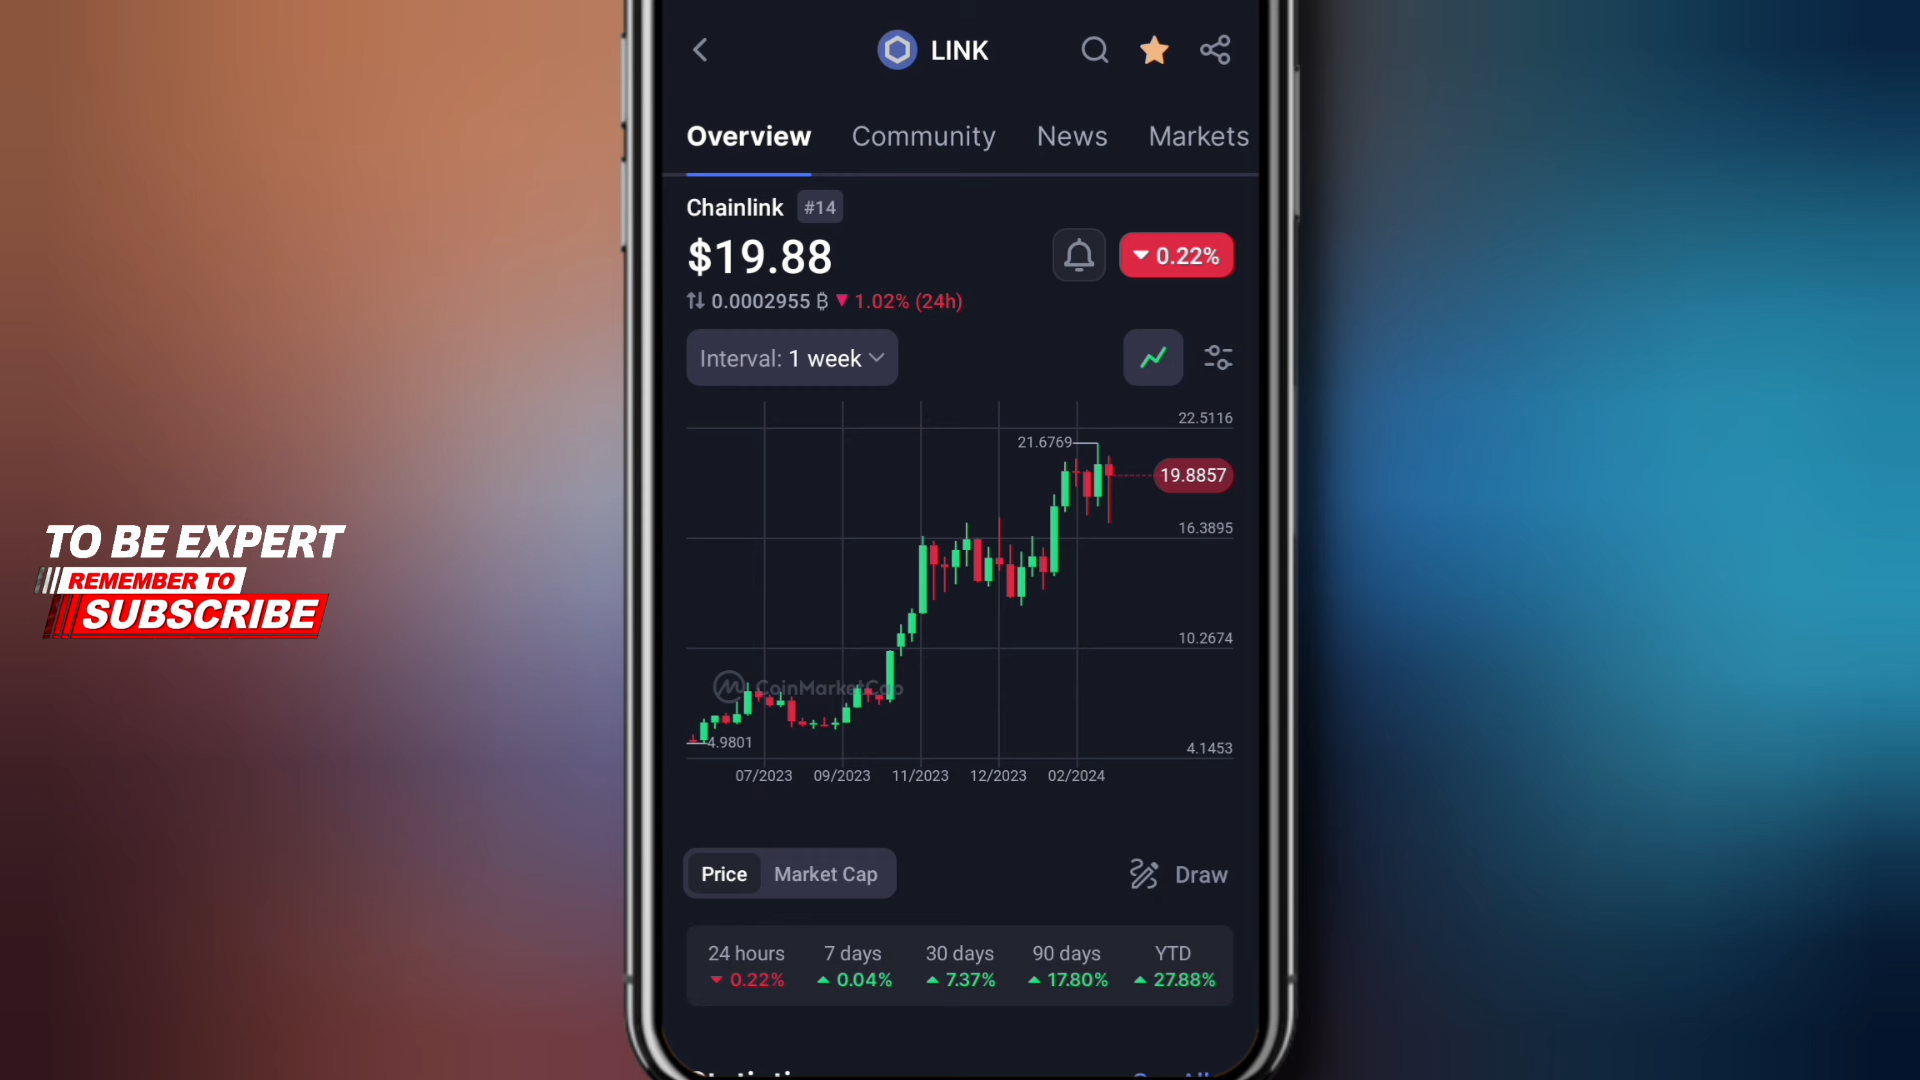 LINK
Overview Community News Markets
Chainlink #14
$19.88
0.22%
0.0002955 ₿ 1.02% (24h)
Interval: 1 week
22.5116
21.6769
19.8857
16.3895
10.2674
CoinMarketCap
4.9801
4.1453
07/2023 09/2023 11/2023 12/2023 02/2024
Price Market Cap Draw
24 hours 7 days 30 days 90 days YTD
0.22% 0.04% 7.37% 17.80% 27.88%
TO BE EXPERT
REMEMBER TO
SUBSCRIBE